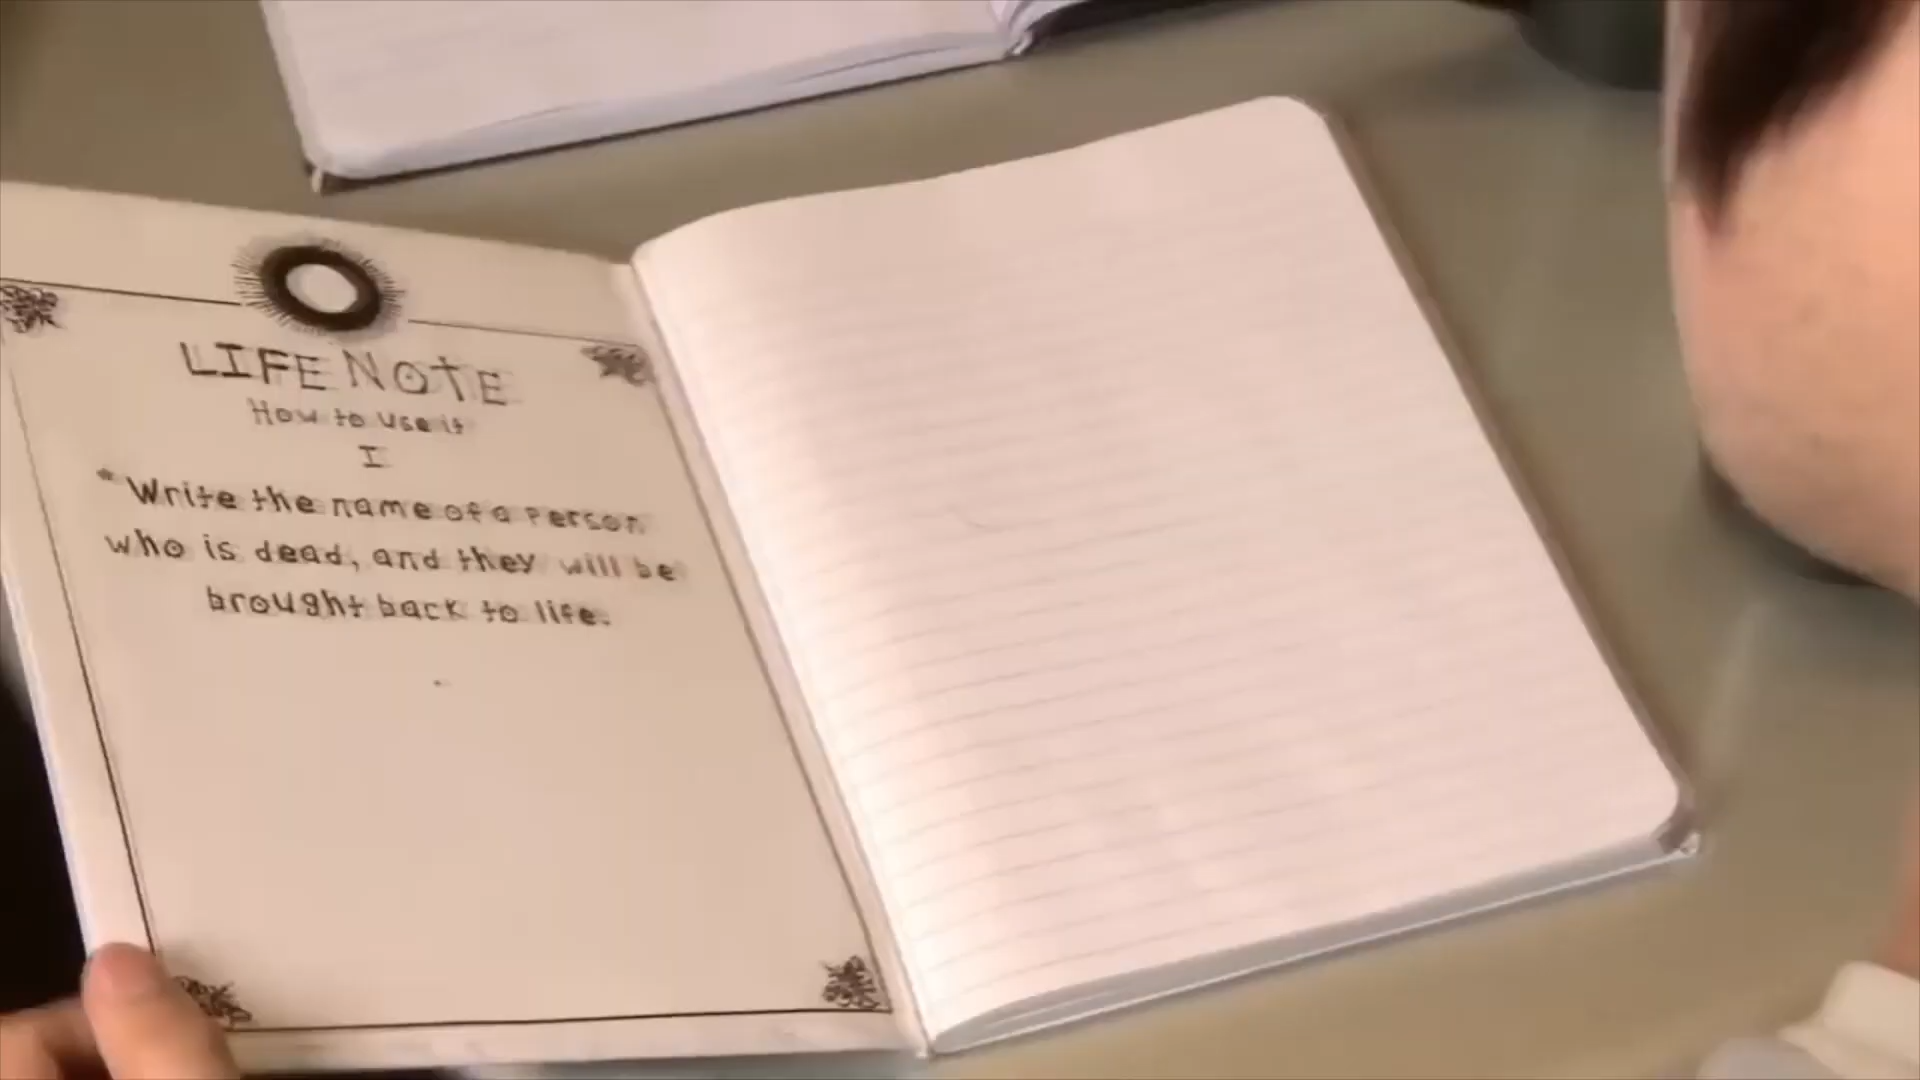 LIFE NOTE
How to use it
I
*Write the name of a person
who is dead, and they will be
brought back to life.